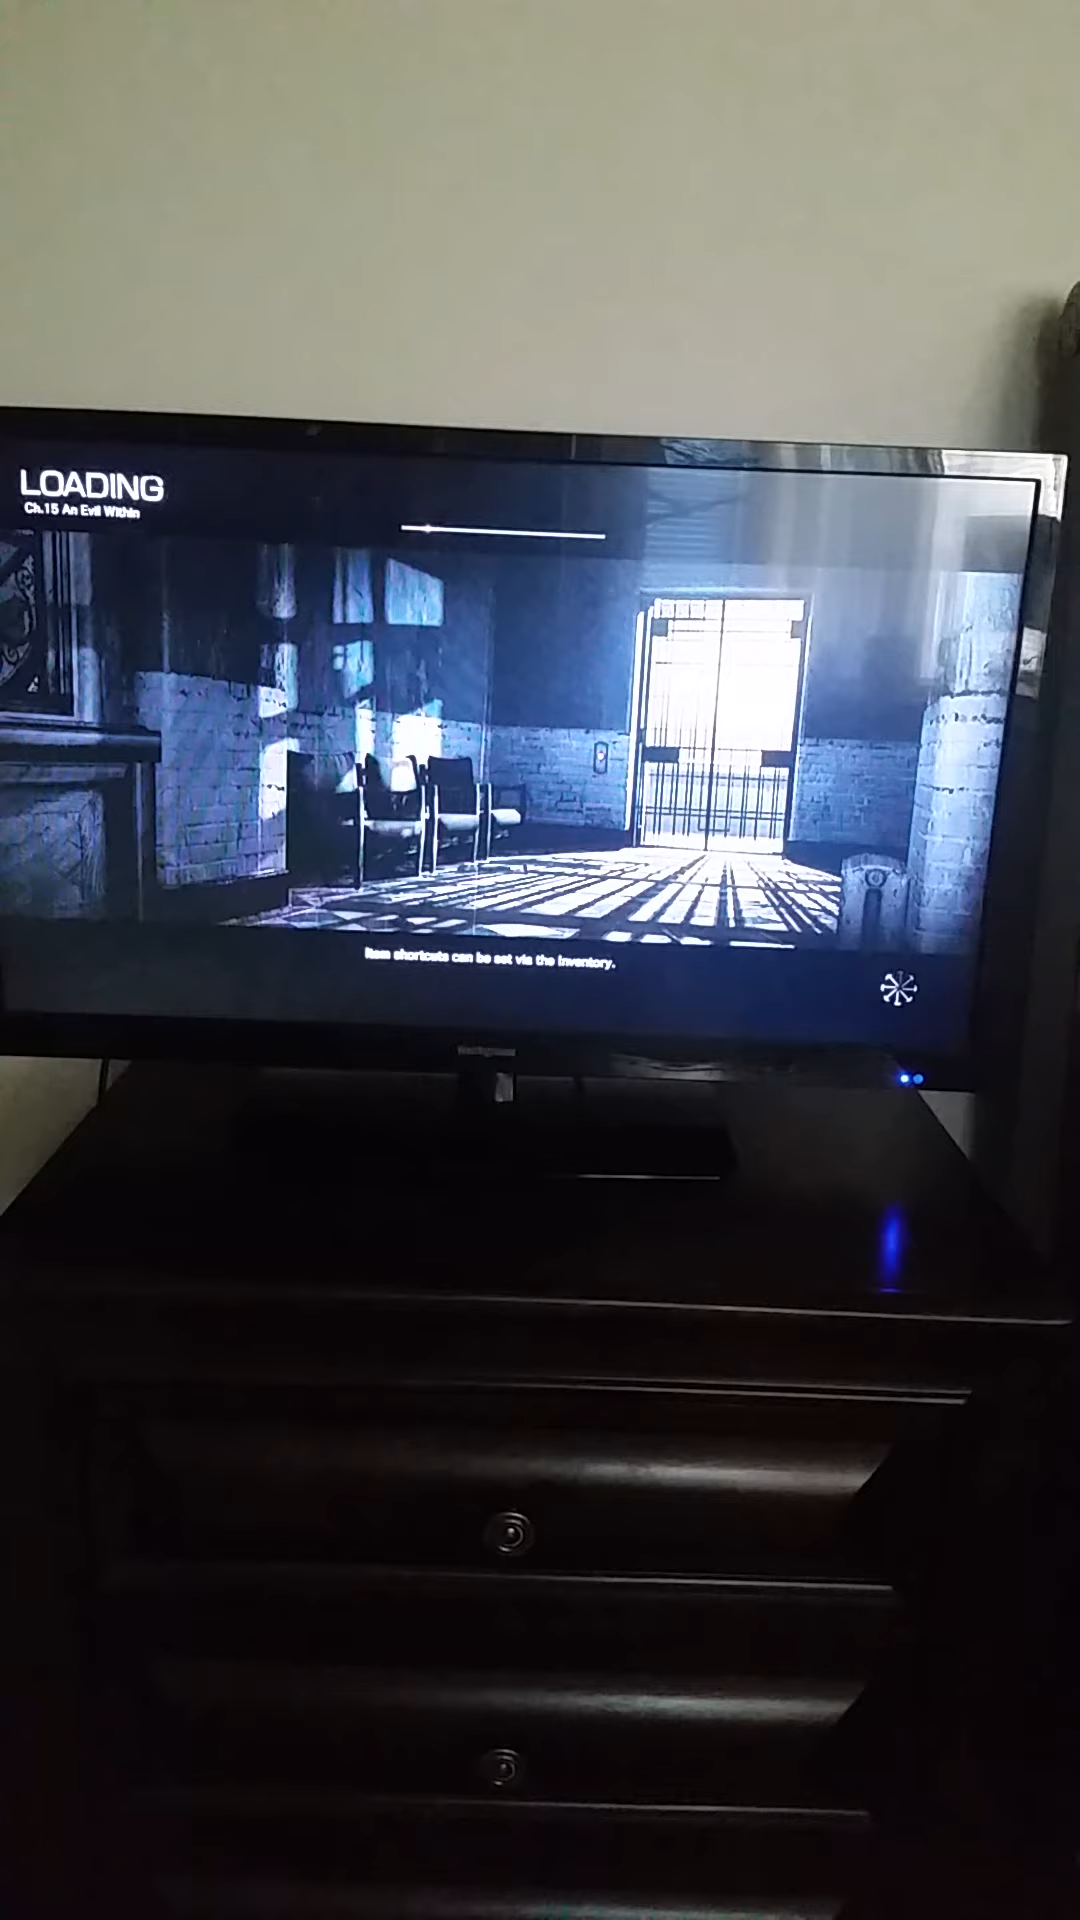 LOADING
Ch.15 An Evil Within
Item shortcuts can be set via the Inventory.